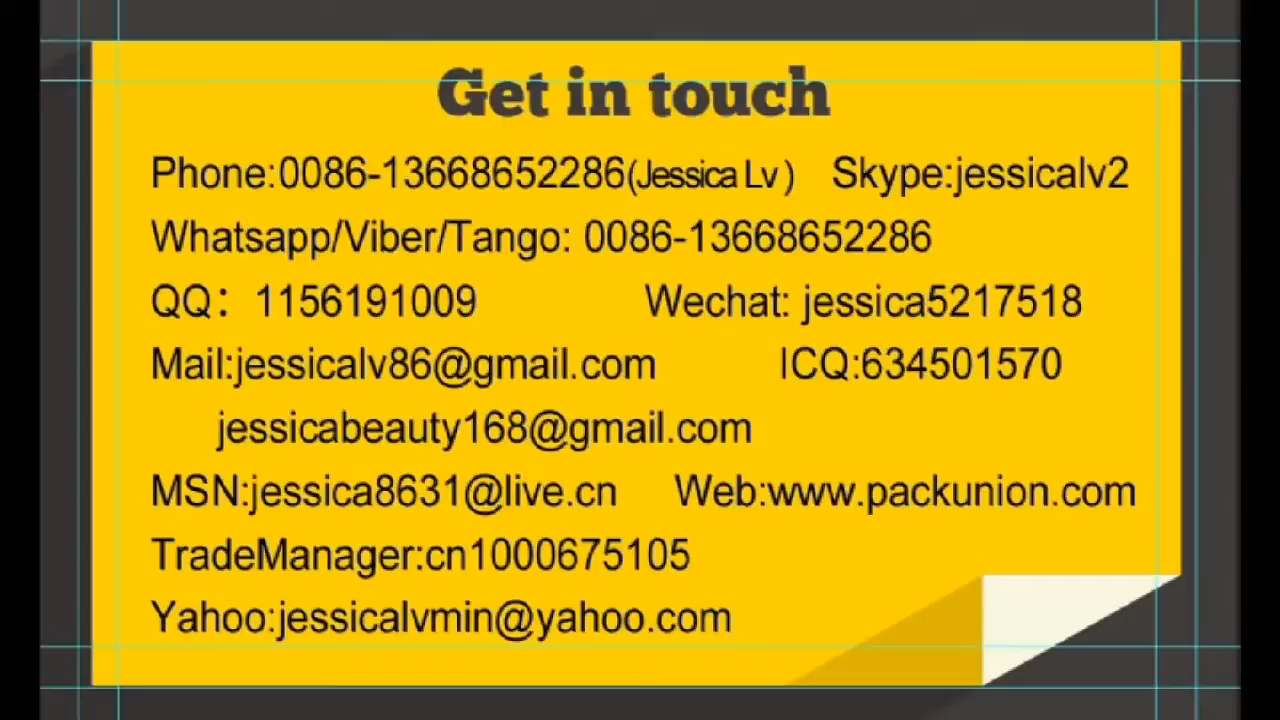 Get in touch
Phone:0086-13668652286(Jessica Lv ) Skype:jessicalv2
Whatsapp/Viber/Tango: 0086-13668652286
QQ：1156191009 Wechat: jessica5217518
Mail:jessicalv86@gmail.com ICQ:634501570
jessicabeauty168@gmail.com
MSN:jessica8631@live.cn Web:www.packunion.com
TradeManager:cn1000675105
Yahoo:jessicalvmin@yahoo.com